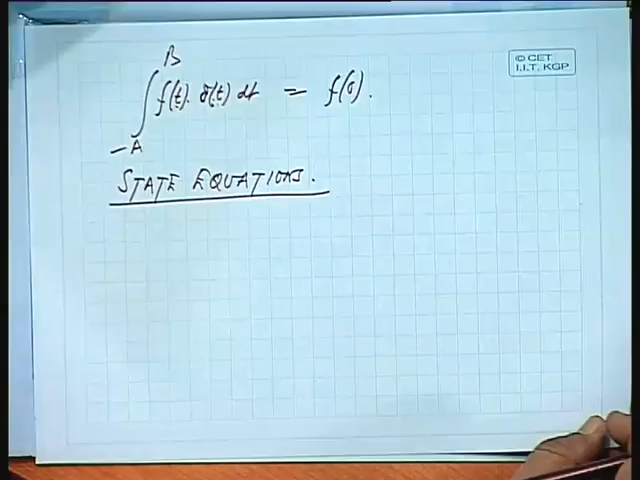 © CET
I.I.T. KGP
∫_{-A}^{B} f(t). δ(t) dt = f(0).
STATE EQUATIONS.